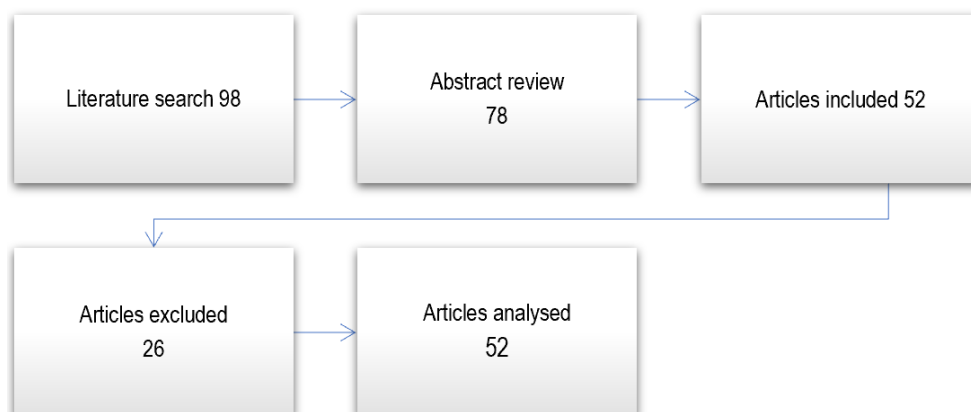 Literature search 98
Abstract review
78
Articles included 52
Articles excluded
26
Articles analysed
52